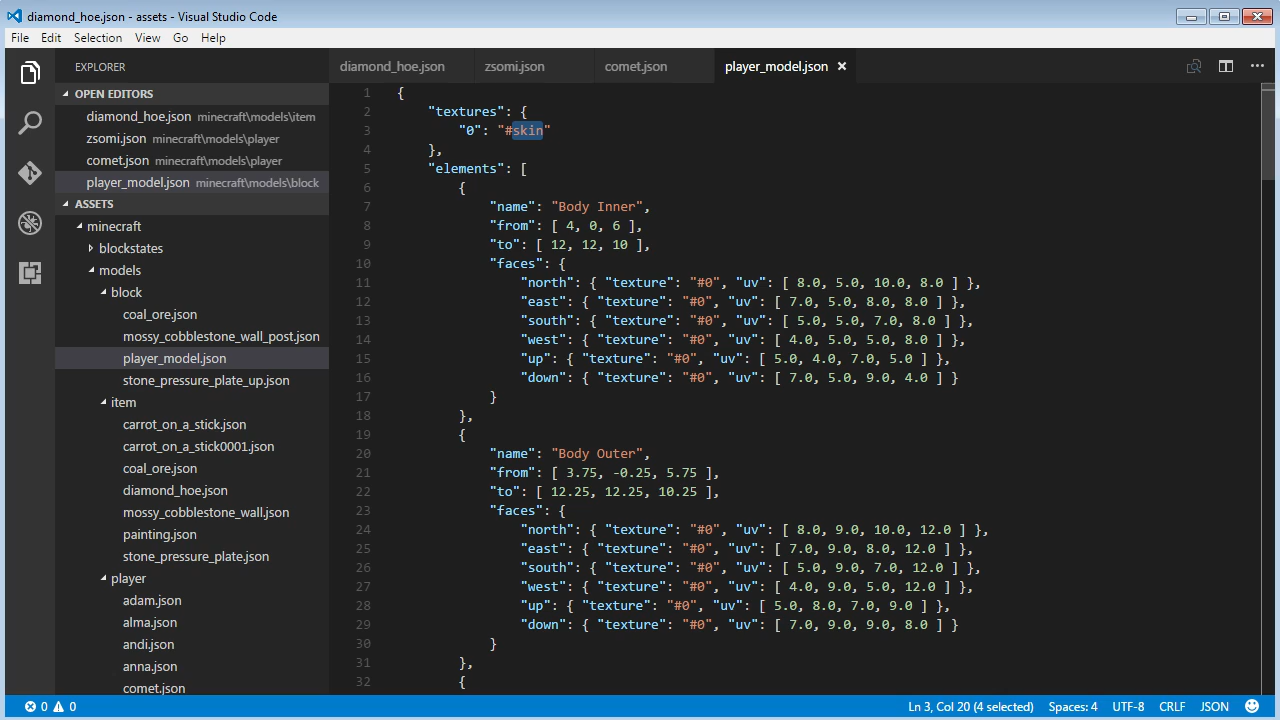 diamond_hoe.json - assets - Visual Studio Code
File Edit Selection View Go Help
EXPLORER
OPEN EDITORS
diamond_hoe.json minecraft\models\item
zsomi.json minecraft\models\player
comet.json minecraft\models\player
player_model.json minecraft\models\block
ASSETS
minecraft
blockstates
models
block
coal_ore.json
mossy_cobblestone_wall_post.json
player_model.json
stone_pressure_plate_up.json
item
carrot_on_a_stick.json
carrot_on_a_stick0001.json
coal_ore.json
diamond_hoe.json
mossy_cobblestone_wall.json
painting.json
stone_pressure_plate.json
player
adam.json
alma.json
andi.json
anna.json
comet.json
diamond_hoe.json zsomi.json comet.json player_model.json
1 {
2 "textures": {
3 "0": "#skin"
4 },
5 "elements": [
6 {
7 "name": "Body Inner",
8 "from": [ 4, 0, 6 ],
9 "to": [ 12, 12, 10 ],
10 "faces": {
11 "north": { "texture": "#0", "uv": [ 8.0, 5.0, 10.0, 8.0 ] },
12 "east": { "texture": "#0", "uv": [ 7.0, 5.0, 8.0, 8.0 ] },
13 "south": { "texture": "#0", "uv": [ 5.0, 5.0, 7.0, 8.0 ] },
14 "west": { "texture": "#0", "uv": [ 4.0, 5.0, 5.0, 8.0 ] },
15 "up": { "texture": "#0", "uv": [ 5.0, 4.0, 7.0, 5.0 ] },
16 "down": { "texture": "#0", "uv": [ 7.0, 5.0, 9.0, 4.0 ] }
17 }
18 },
19 {
20 "name": "Body Outer",
21 "from": [ 3.75, -0.25, 5.75 ],
22 "to": [ 12.25, 12.25, 10.25 ],
23 "faces": {
24 "north": { "texture": "#0", "uv": [ 8.0, 9.0, 10.0, 12.0 ] },
25 "east": { "texture": "#0", "uv": [ 7.0, 9.0, 8.0, 12.0 ] },
26 "south": { "texture": "#0", "uv": [ 5.0, 9.0, 7.0, 12.0 ] },
27 "west": { "texture": "#0", "uv": [ 4.0, 9.0, 5.0, 12.0 ] },
28 "up": { "texture": "#0", "uv": [ 5.0, 8.0, 7.0, 9.0 ] },
29 "down": { "texture": "#0", "uv": [ 7.0, 9.0, 9.0, 8.0 ] }
30 }
31 },
32 {
0 0 Ln 3, Col 20 (4 selected) Spaces: 4 UTF-8 CRLF JSON